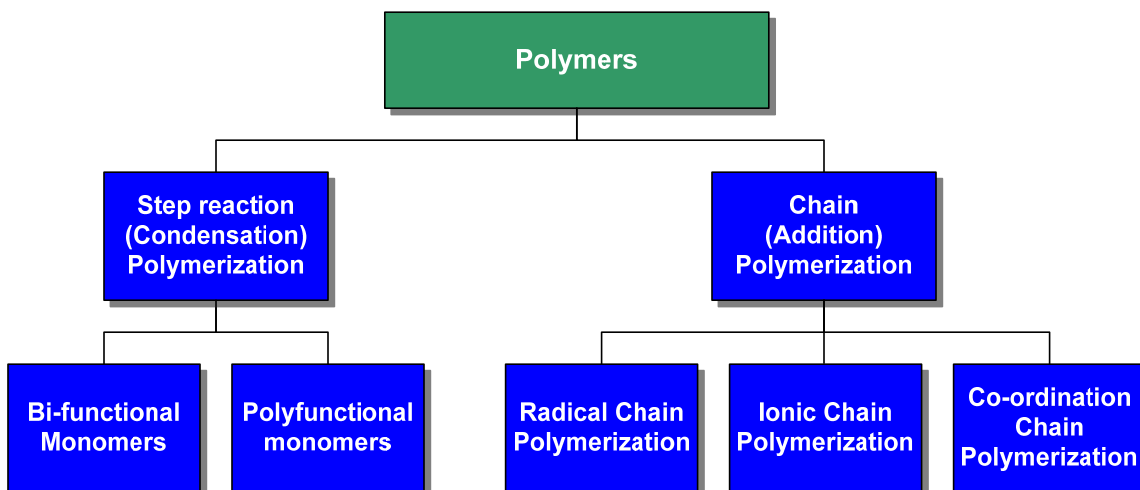 Polymers
Step reaction
(Condensation)
Polymerization
Chain
(Addition)
Polymerization
Bi-functional
Monomers
Polyfunctional
monomers
Radical Chain
Polymerization
Ionic Chain
Polymerization
Co-ordination
Chain
Polymerization